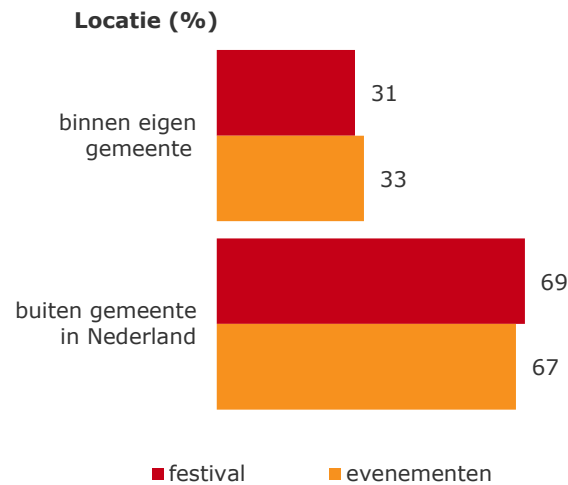 Locatie (%)
binnen eigen
gemeente
31
33
buiten gemeente
in Nederland
69
67
festival
evenementen